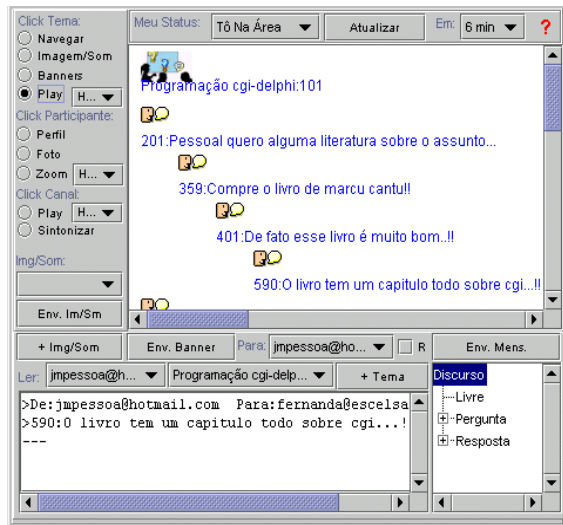 Click Tema:
Navegar
Imagem/Som
Banners
Play H...
Click Participante:
Perfil
Foto
Zoom H...
Click Canal:
Play H...
Sintonizar
Img/Som:
Env. Im/Sm
Meu Status: Tô Na Área Atualizar Em: 6 min ?
Programação cgi-delphi:101
201:Pessoal quero alguma literatura sobre o assunto...
359:Compre o livro de marcu cantu!!
401:De fato esse livro é muito bom..!!
590:O livro tem um capitulo todo sobre cgi...!!
+ Img/Som Env. Banner Para: jmpessoa@ho... R Env. Mens.
Ler: jmpessoa@h... Programação cgi-delp... + Tema
>De:jmpessoa@hotmail.com Para:fernanda@escelsa
>590:O livro tem um capitulo todo sobre cgi...!
---
Discurso
Livre
Pergunta
Resposta